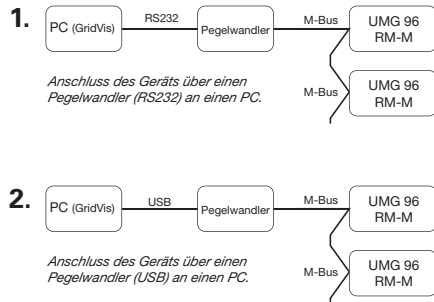 1.
PC (GridVis)
RS232
Pegelwandler
M-Bus
UMG 96
RM-M
Anschluss des Geräts über einen
Pegelwandler (RS232) an einen PC.
M-Bus
UMG 96
RM-M
2.
PC (GridVis)
USB
Pegelwandler
M-Bus
UMG 96
RM-M
Anschluss des Geräts über einen
Pegelwandler (USB) an einen PC.
M-Bus
UMG 96
RM-M